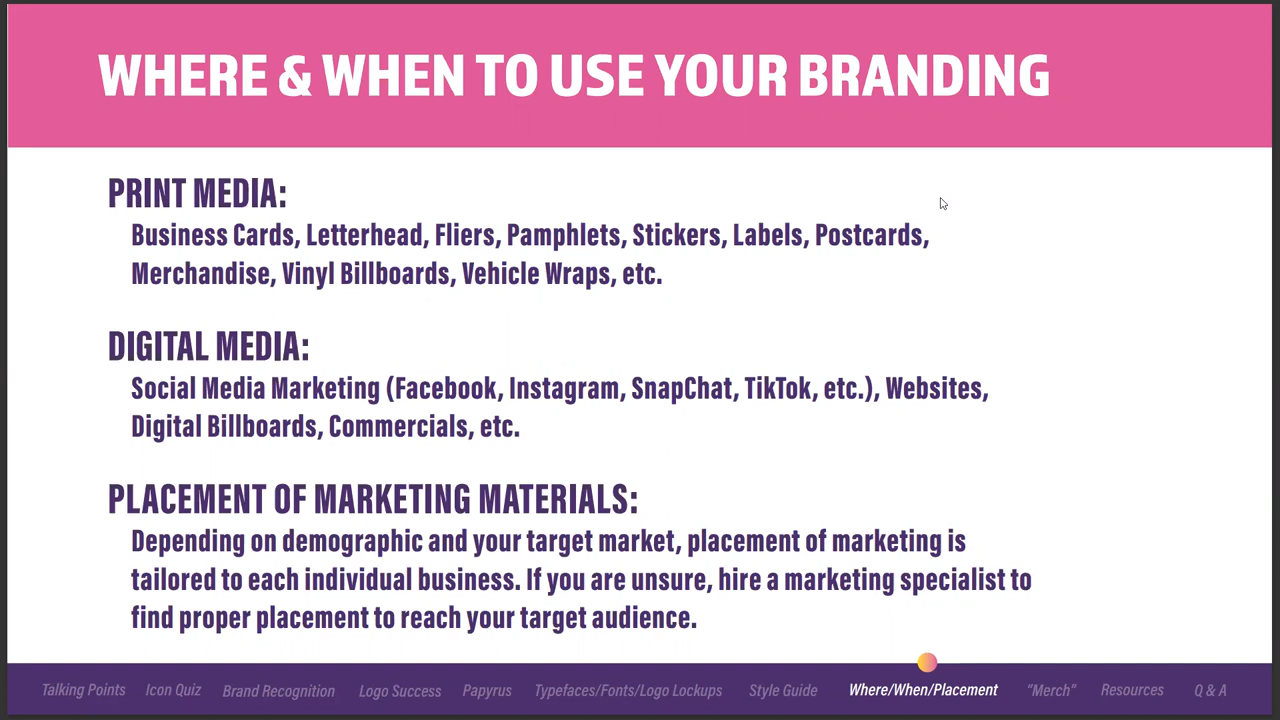 WHERE & WHEN TO USE YOUR BRANDING
PRINT MEDIA:
Business Cards, Letterhead, Fliers, Pamphlets, Stickers, Labels, Postcards,
Merchandise, Vinyl Billboards, Vehicle Wraps, etc.
DIGITAL MEDIA:
Social Media Marketing (Facebook, Instagram, SnapChat, TikTok, etc.), Websites,
Digital Billboards, Commercials, etc.
PLACEMENT OF MARKETING MATERIALS:
Depending on demographic and your target market, placement of marketing is
tailored to each individual business. If you are unsure, hire a marketing specialist to
find proper placement to reach your target audience.
Talking Points Icon Quiz Brand Recognition Logo Success Papyrus Typefaces/Fonts/Logo Lockups Style Guide Where/When/Placement “Merch” Resources Q & A